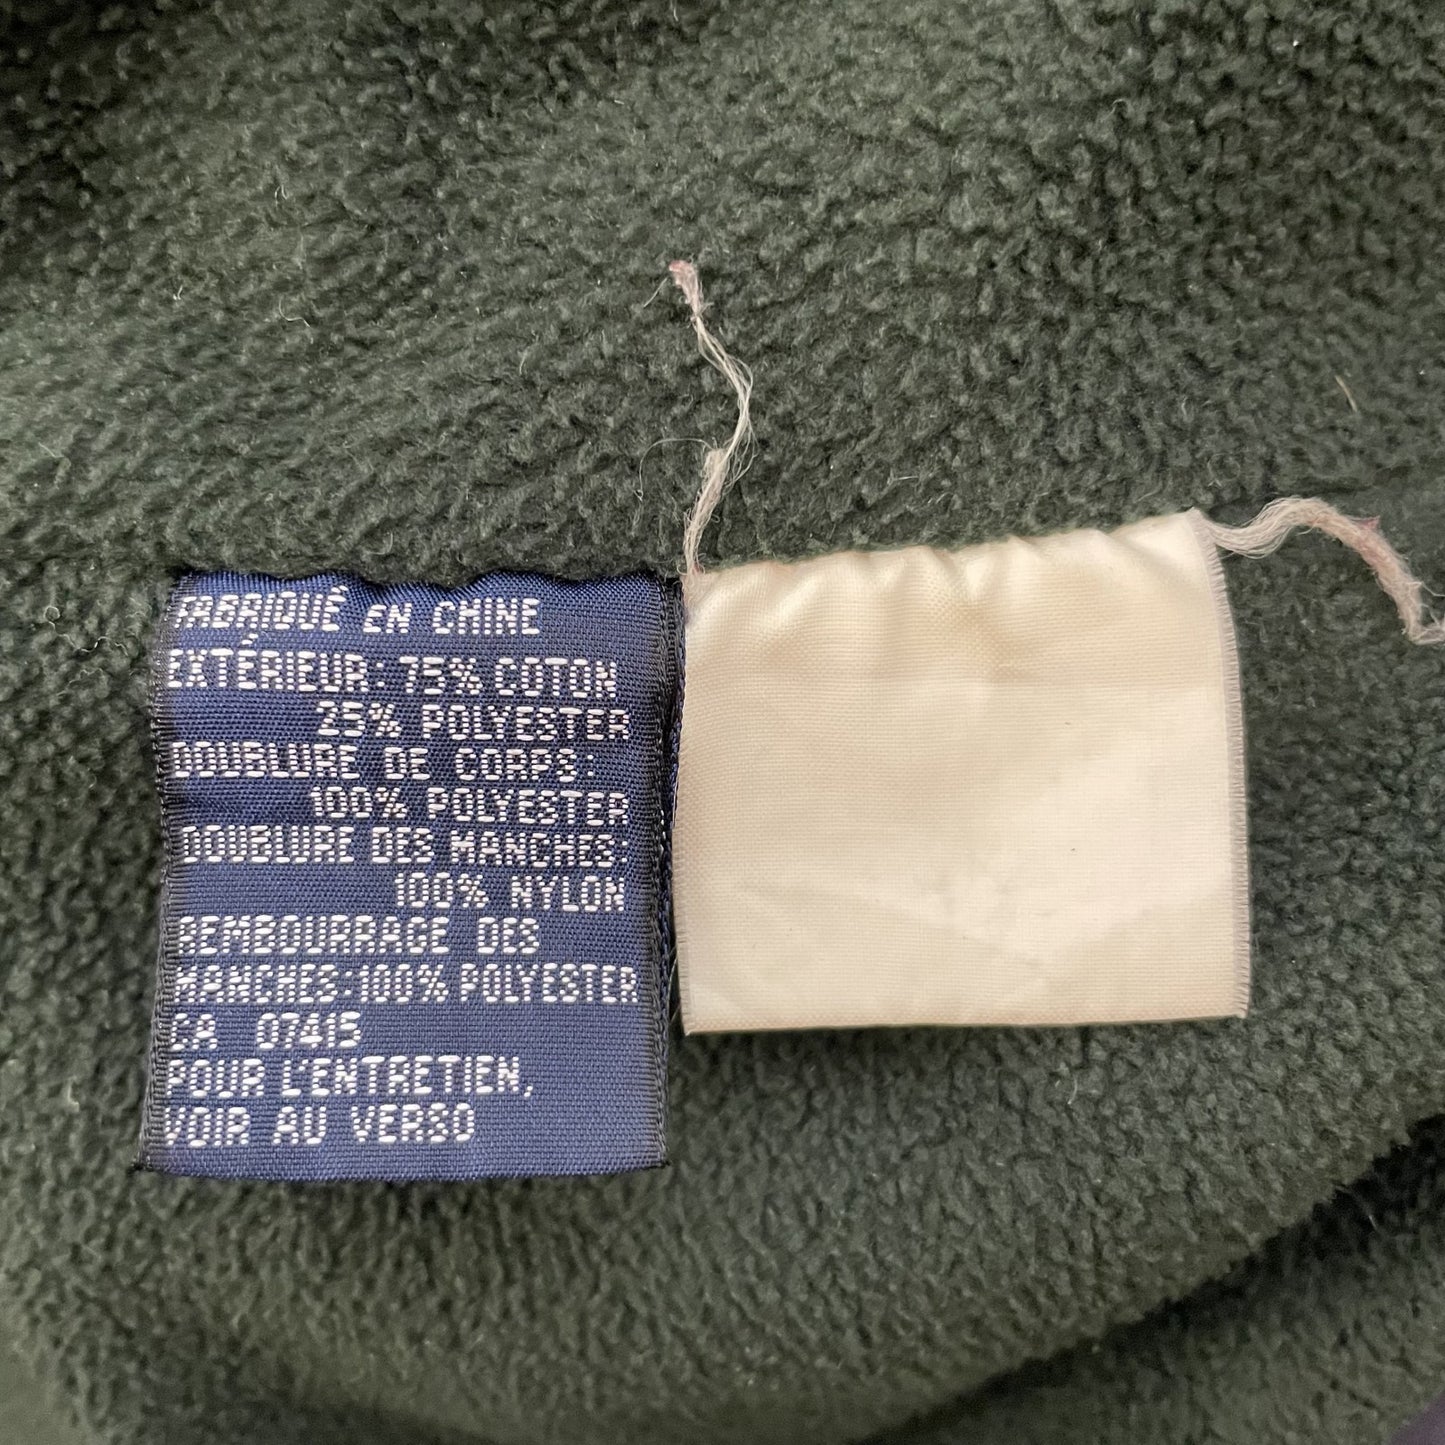 FABRIQUÉ EN CHINE
EXTÉRIEUR: 75% COTON
25% POLYESTER
DOUBLURE DE CORPS:
100% POLYESTER
DOUBLURE DES MANCHES:
100% NYLON
REMBOURRAGE DES
MANCHES:100% POLYESTER
CA 07415
POUR L'ENTRETIEN,
VOIR AU VERSO